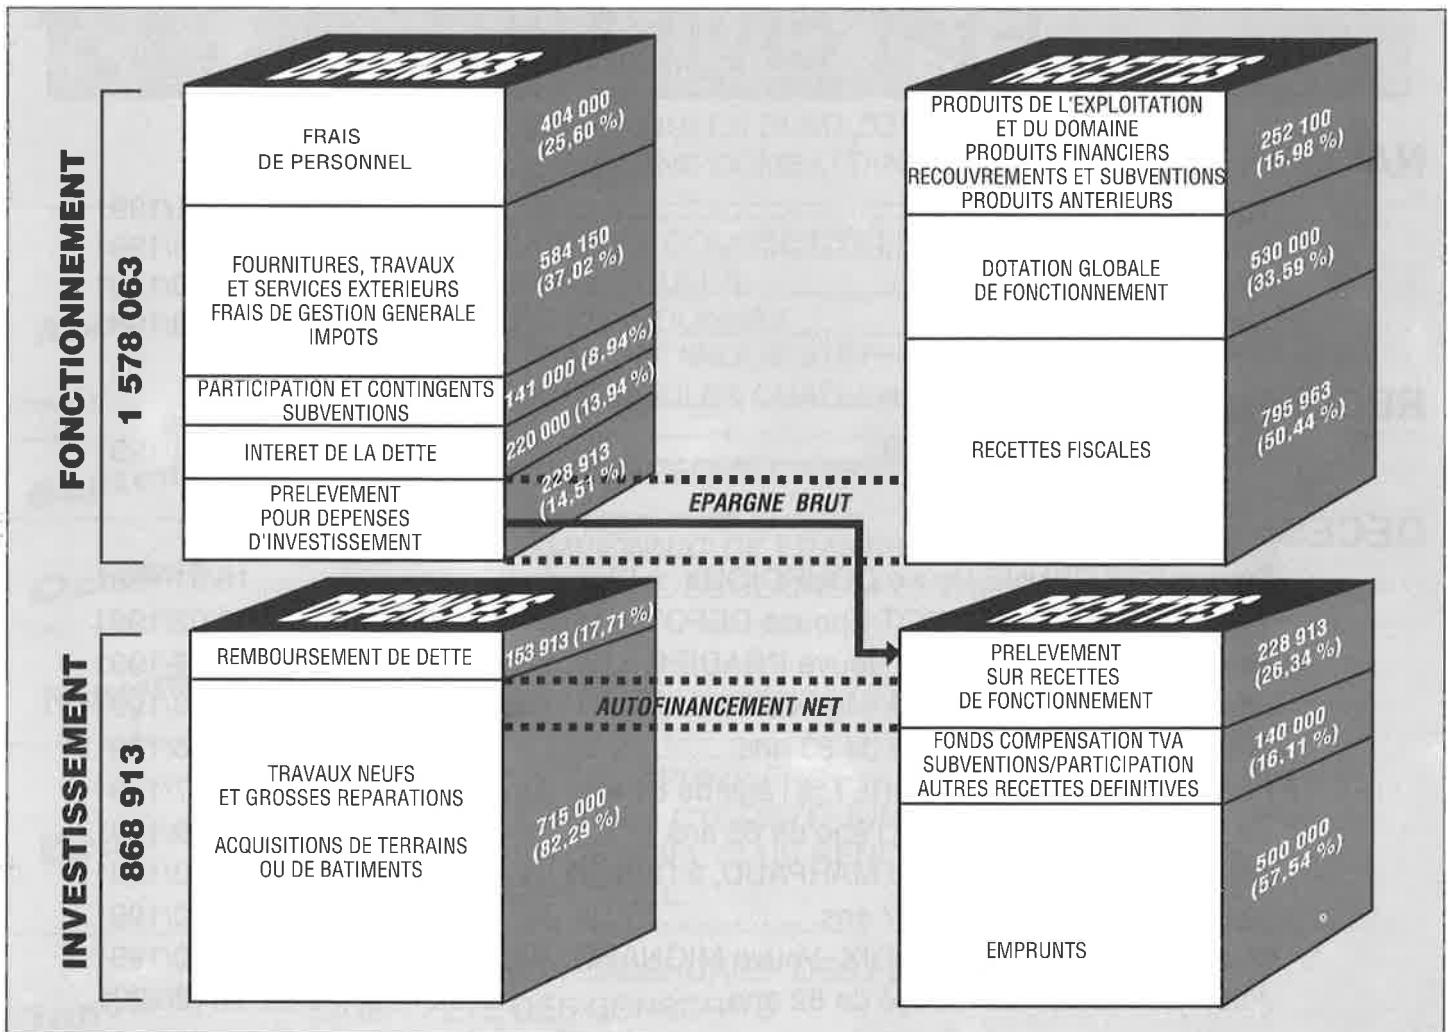 FONCTIONNEMENT
1 578 063
DEPENSES
FRAIS
DE PERSONNEL
404 000
(25,60 %)
FOURNITURES, TRAVAUX
ET SERVICES EXTERIEURS
FRAIS DE GESTION GENERALE
IMPOTS
584 150
(37,02 %)
PARTICIPATION ET CONTINGENTS
SUBVENTIONS
141 000 (8,94%)
INTERET DE LA DETTE
220 000 (13,94 %)
PRELEVEMENT
POUR DEPENSES
D'INVESTISSEMENT
228 913
(14,51 %)
EPARGNE BRUT
RECETTES
PRODUITS DE L'EXPLOITATION
ET DU DOMAINE
PRODUITS FINANCIERS
RECOUVREMENTS ET SUBVENTIONS
PRODUITS ANTERIEURS
252 100
(15,98 %)
DOTATION GLOBALE
DE FONCTIONNEMENT
530 000
(33,59 %)
RECETTES FISCALES
795 963
(50,44 %)
INVESTISSEMENT
868 913
DEPENSES
REMBOURSEMENT DE DETTE
153 913 (17,71 %)
AUTOFINANCEMENT NET
TRAVAUX NEUFS
ET GROSSES REPARATIONS
ACQUISITIONS DE TERRAINS
OU DE BATIMENTS
715 000
(82,29 %)
RECETTES
PRELEVEMENT
SUR RECETTES
DE FONCTIONNEMENT
228 913
(26,34 %)
FONDS COMPENSATION TVA
SUBVENTIONS/PARTICIPATION
AUTRES RECETTES DEFINITIVES
140 000
(16,11 %)
EMPRUNTS
500 000
(57,54 %)